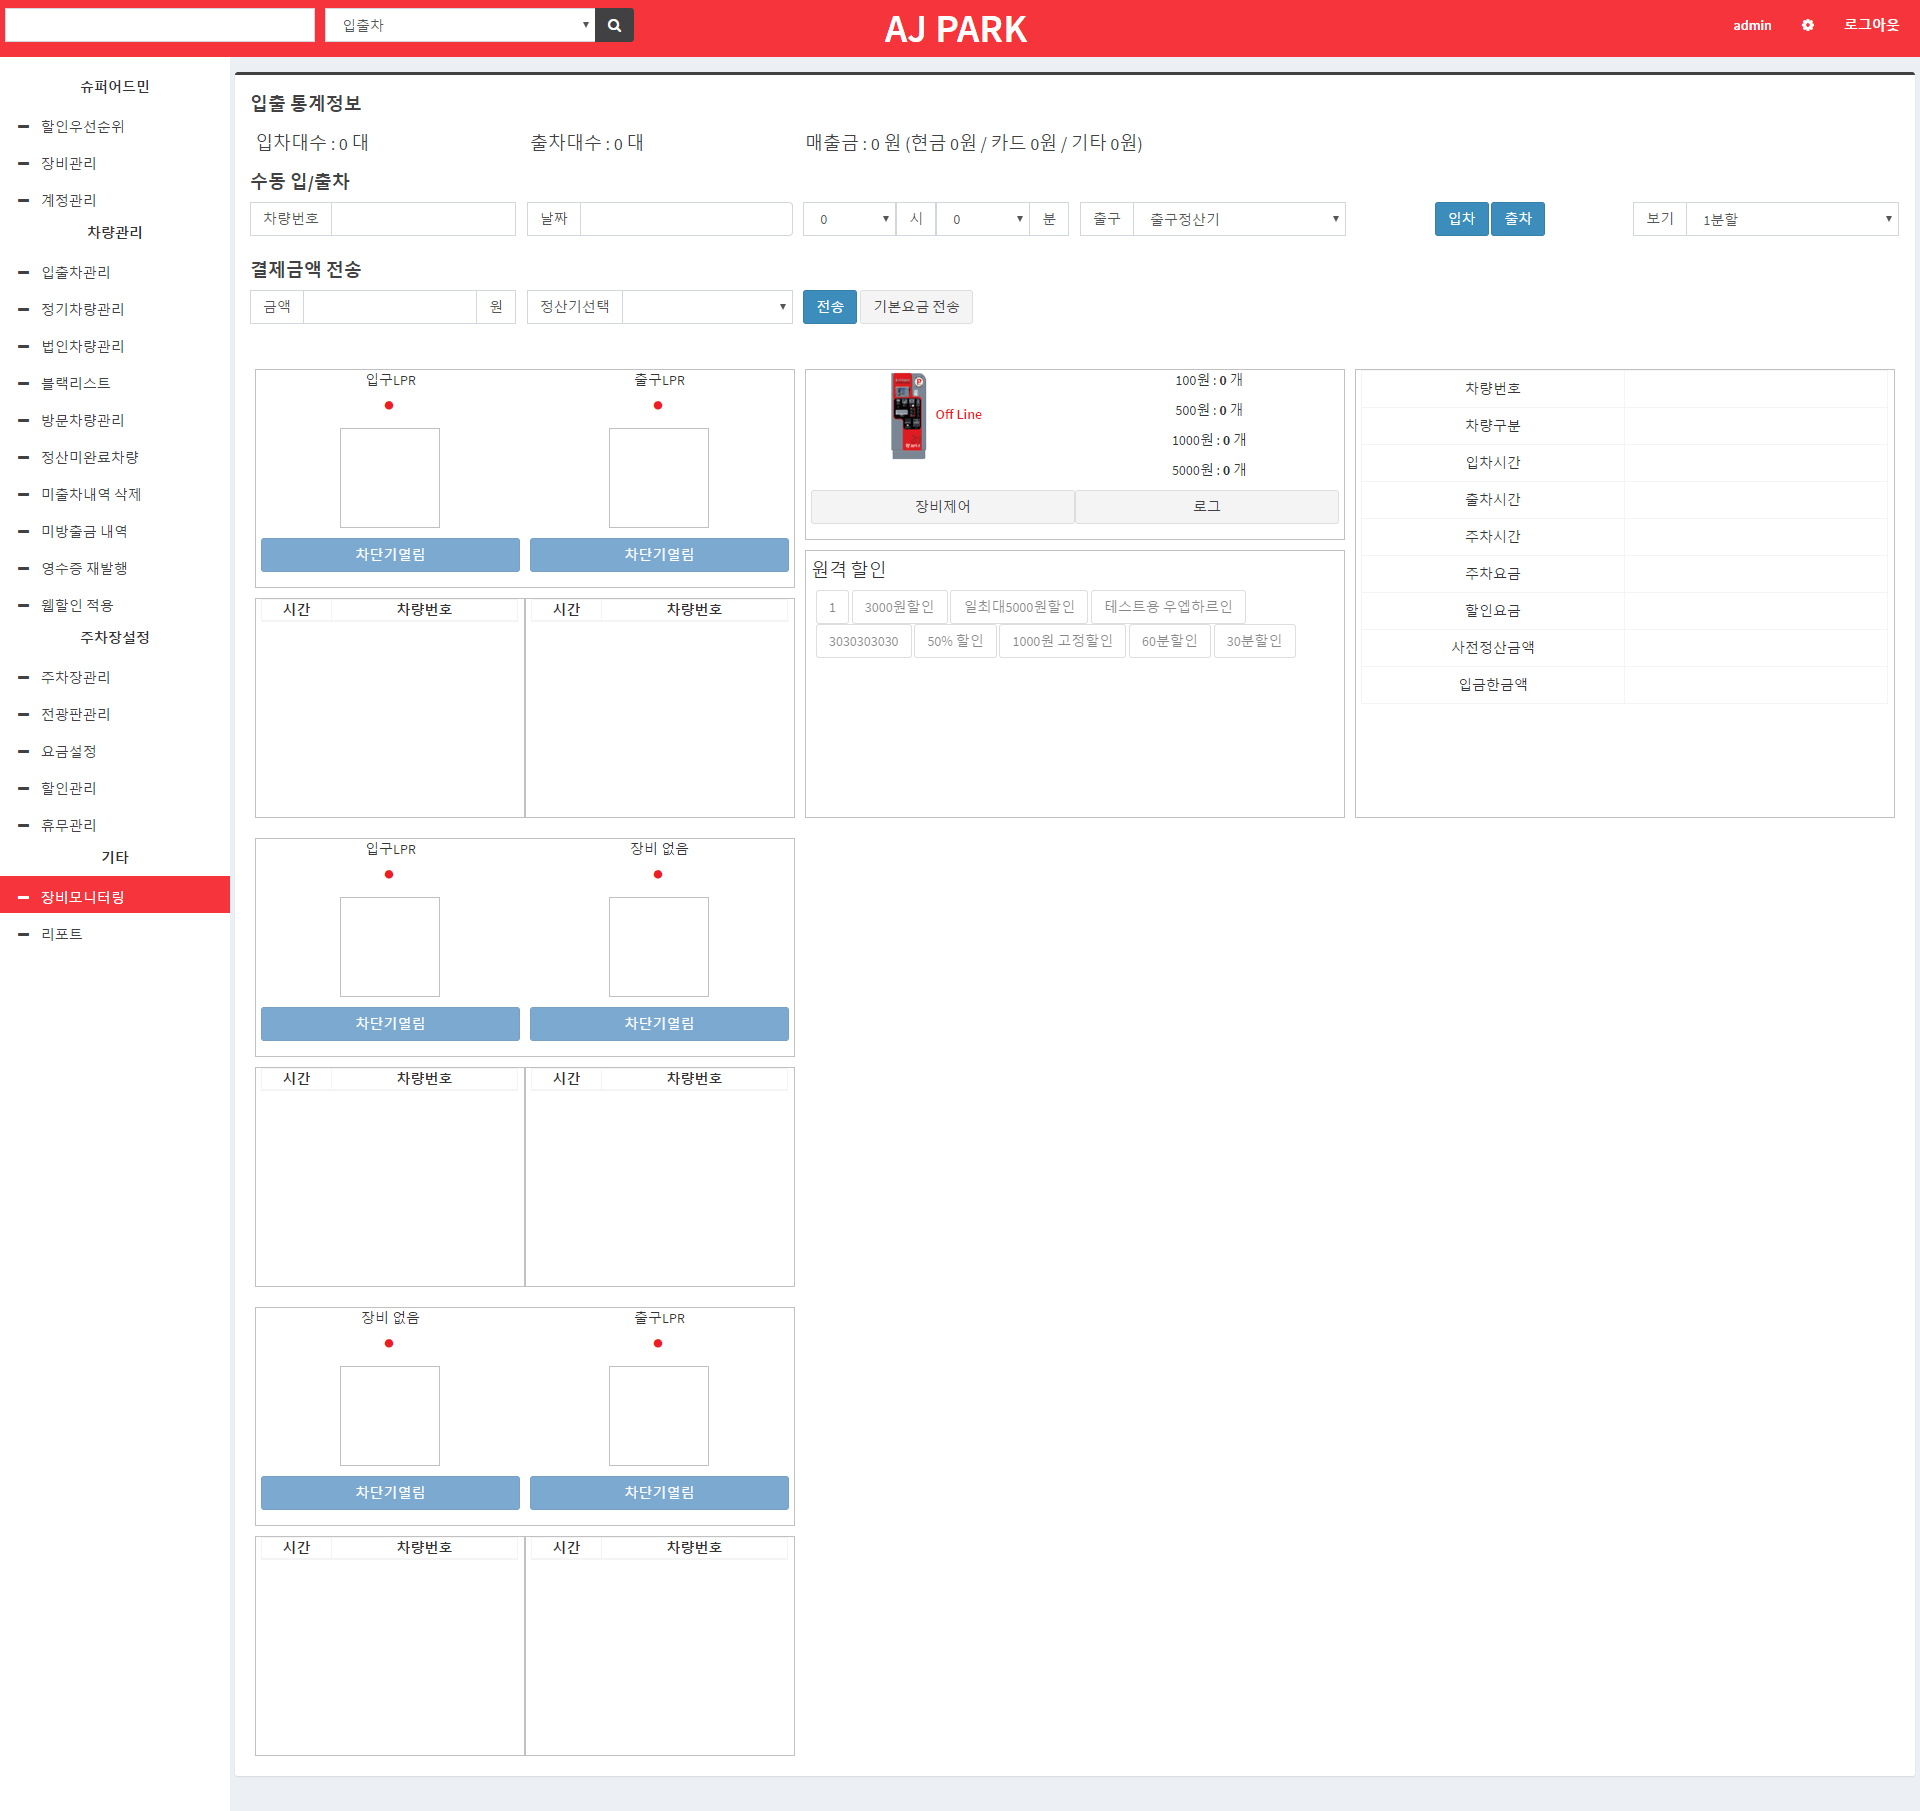 입출차
AJ PARK
admin
로그아웃
슈퍼어드민
할인우선순위
장비관리
계정관리
차량관리
입출차관리
정기차량관리
법인차량관리
블랙리스트
방문차량관리
정산미완료차량
미출차내역 삭제
미방출금 내역
영수증 재발행
웹할인 적용
주차장설정
주차장관리
전광판관리
요금설정
할인관리
휴무관리
기타
장비모니터링
리포트
입출 통계정보
입차대수 : 0 대
출차대수 : 0 대
매출금 : 0 원 (현금 0원 / 카드 0원 / 기타 0원)
수동 입/출차
차량번호
날짜
0 시 0 분
출구 출구정산기
입차 출차
보기 1분할
결제금액 전송
금액 원
정산기선택
전송 기본요금 전송
입구LPR
출구LPR
차단기열림
차단기열림
시간 차량번호
시간 차량번호
Off Line
100원 : 0 개
500원 : 0 개
1000원 : 0 개
5000원 : 0 개
장비제어 로그
원격 할인
1 3000원할인 일최대5000원할인 테스트용 우엡하르인
3030303030 50% 할인 1000원 고정할인 60분할인 30분할인
차량번호
차량구분
입차시간
출차시간
주차시간
주차요금
할인요금
사전정산금액
입금한금액
입구LPR
장비 없음
차단기열림
차단기열림
시간 차량번호
시간 차량번호
장비 없음
출구LPR
차단기열림
차단기열림
시간 차량번호
시간 차량번호